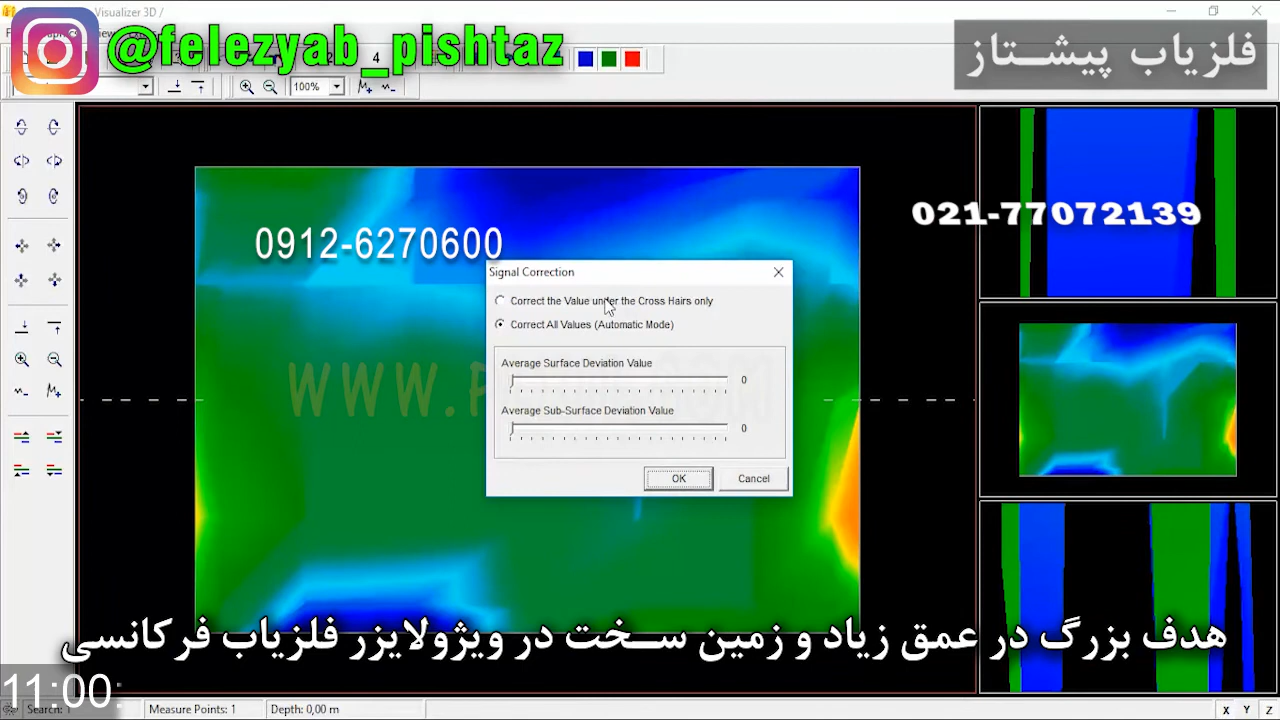 Visualizer 3D /
@felezyab_pishtaz
فلزیاب پیشتاز
4
100%
021-77072139
0912-6270600
Signal Correction
Correct the Value under the Cross Hairs only
Correct All Values (Automatic Mode)
Average Surface Deviation Value
0
Average Sub-Surface Deviation Value
0
OK
Cancel
هدف بزرگ در عمق زیاد و زمین سخت در ویژولایزر فلزیاب فرکانسی
11:00:
Search: 1
Measure Points: 1
Depth: 0,00 m
X Y Z